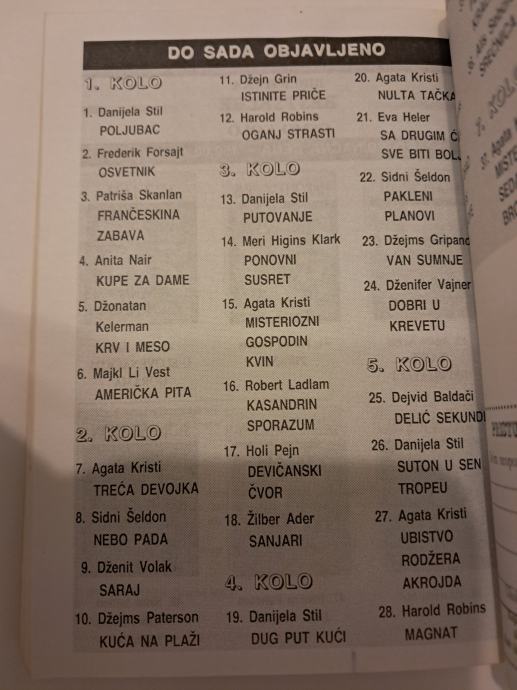 DO SADA OBJAVLJENO
1. KOLO
1. Danijela Stil
POLJUBAC
2. Frederik Forsajt
OSVETNIK
3. Patriša Skanlan
FRANČESKINA
ZABAVA
4. Anita Nair
KUPE ZA DAME
5. Džonatan
Kelerman
KRV I MESO
6. Majkl Li Vest
AMERIČKA PITA
2. KOLO
7. Agata Kristi
TREĆA DEVOJKA
8. Sidni Šeldon
NEBO PADA
9. Dženit Volak
SARAJ
10. Džejms Paterson
KUĆA NA PLAŽI
11. Džejn Grin
ISTINITE PRIČE
12. Harold Robins
OGANJ STRASTI
3. KOLO
13. Danijela Stil
PUTOVANJE
14. Meri Higins Klark
PONOVNI
SUSRET
15. Agata Kristi
MISTERIOZNI
GOSPODIN
KVIN
16. Robert Ladlam
KASANDRIN
SPORAZUM
17. Holi Pejn
DEVIČANSKI
ČVOR
18. Žilber Ader
SANJARI
4. KOLO
19. Danijela Stil
DUG PUT KUĆI
20. Agata Kristi
NULTA TAČKA
21. Eva Heler
SA DRUGIM
SVE BITI
22. Sidni Šeldon
PAKLENI
PLANOVI
23. Džejms
VAN SUMNJE
24. Dženifer Vajner
DOBRI U
KREVETU
5. KOLO
25. Dejvid Baldači
DELIĆ SEKUND
26. Danijela Stil
SUTON U SEN
TROPEU
27. Agata Kristi
UBISTVO
RODŽERA
AKROJDA
28. Harold Robins
MAGNAT